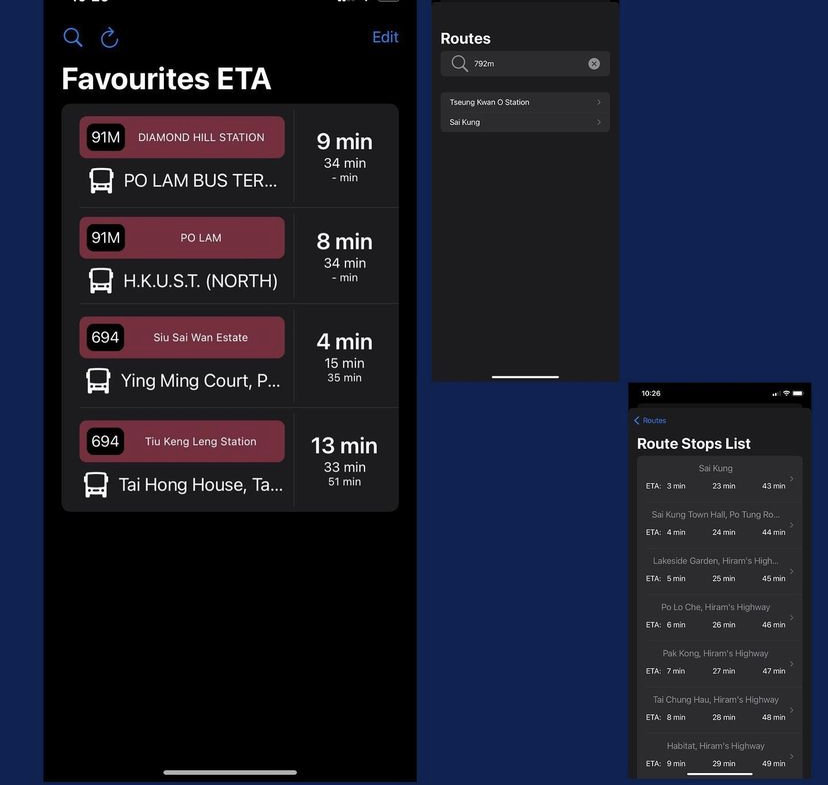 Edit
Favourites ETA
91M DIAMOND HILL STATION
PO LAM BUS TER...
9 min
34 min
- min
91M PO LAM
H.K.U.S.T. (NORTH)
8 min
34 min
- min
694 Siu Sai Wan Estate
Ying Ming Court, P...
4 min
15 min
35 min
694 Tiu Keng Leng Station
Tai Hong House, Ta...
13 min
33 min
51 min
Routes
792m
Tseung Kwan O Station
Sai Kung
10:26
Routes
Route Stops List
Sai Kung
ETA: 3 min 23 min 43 min
Sai Kung Town Hall, Po Tung Ro...
ETA: 4 min 24 min 44 min
Lakeside Garden, Hiram's High...
ETA: 5 min 25 min 45 min
Po Lo Che, Hiram's Highway
ETA: 6 min 26 min 46 min
Pak Kong, Hiram's Highway
ETA: 7 min 27 min 47 min
Tai Chung Hau, Hiram's Highway
ETA: 8 min 28 min 48 min
Habitat, Hiram's Highway
ETA: 9 min 29 min 49 min